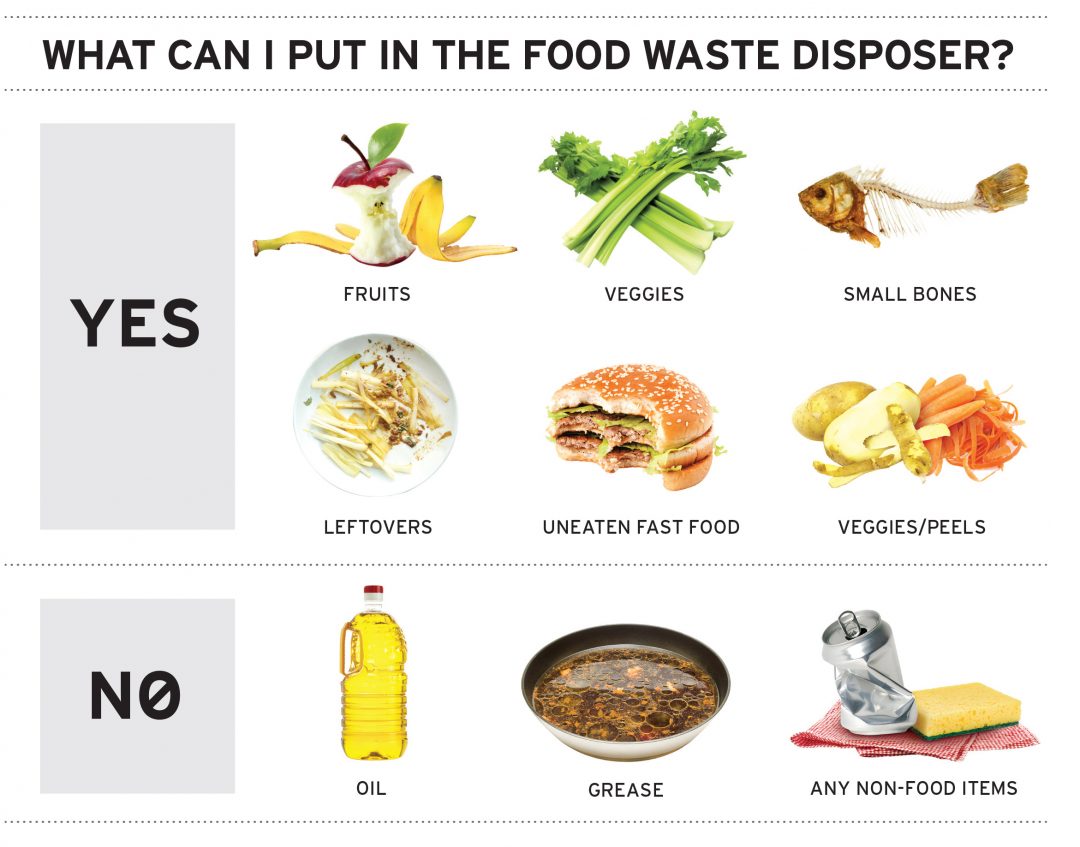 WHAT CAN I PUT IN THE FOOD WASTE DISPOSER?
YES
FRUITS
VEGGIES
SMALL BONES
LEFTOVERS
UNEATEN FAST FOOD
VEGGIES/PEELS
N0
OIL
GREASE
ANY NON-FOOD ITEMS